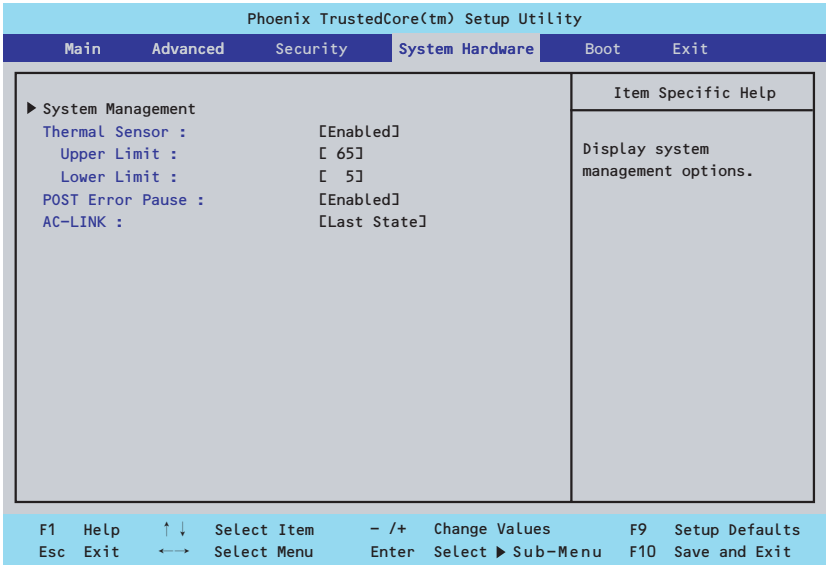 Phoenix TrustedCore(tm) Setup Utility
Main Advanced Security System Hardware Boot Exit
Item Specific Help
▶ System Management
Thermal Sensor : [Enabled]
Upper Limit : [ 65]
Lower Limit : [ 5]
POST Error Pause : [Enabled]
AC-LINK : [Last State]
Display system
management options.
F1 Help ↑↓ Select Item - /+ Change Values F9 Setup Defaults
Esc Exit ←→ Select Menu Enter Select ▶ Sub-Menu F10 Save and Exit